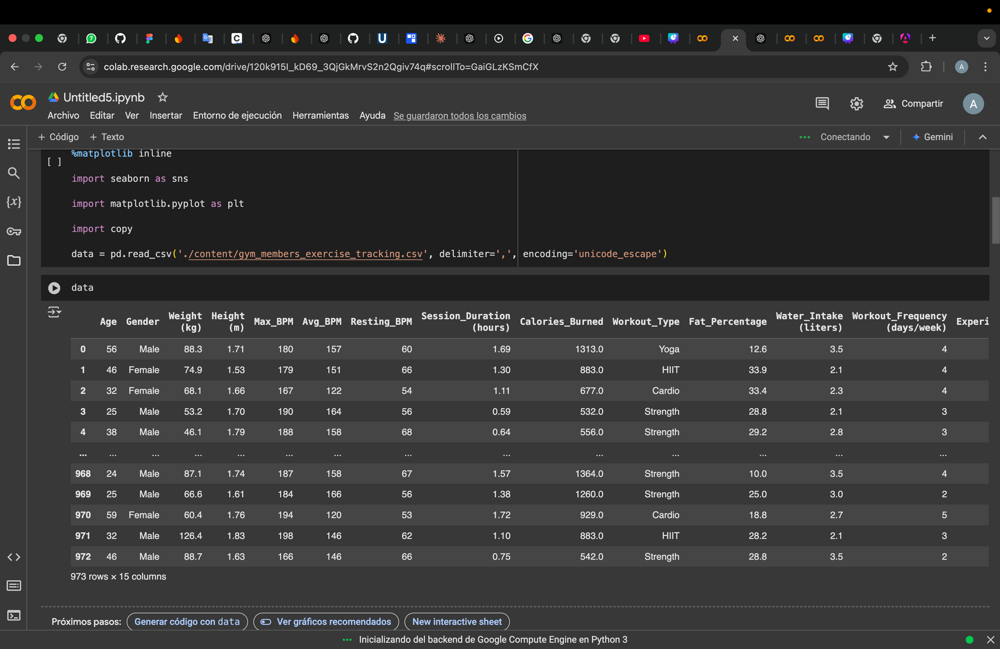 7
U
C
A
colab.research.google.com/drive/120k915I_kD69_3QjGkMrvS2n2Qgiv74q#scrollTo=GaiGLzKSmCfX
Untitled5.ipynb
Archivo Editar Ver Insertar Entorno de ejecución Herramientas Ayuda Se guardaron todos los cambios
Compartir
A
+ Código + Texto
Conectando
Gemini
%matplotlib inline
[ ]
import seaborn as sns
import matplotlib.pyplot as plt
import copy
data = pd.read_csv('./content/gym_members_exercise_tracking.csv', delimiter=',', encoding='unicode_escape')
data
Age Gender Weight (kg) Height (m) Max_BPM Avg_BPM Resting_BPM Session_Duration (hours) Calories_Burned Workout_Type Fat_Percentage Water_Intake (liters) Workout_Frequency (days/week) Experi
0 56 Male 88.3 1.71 180 157 60 1.69 1313.0 Yoga 12.6 3.5 4
1 46 Female 74.9 1.53 179 151 66 1.30 883.0 HIIT 33.9 2.1 4
2 32 Female 68.1 1.66 167 122 54 1.11 677.0 Cardio 33.4 2.3 4
3 25 Male 53.2 1.70 190 164 56 0.59 532.0 Strength 28.8 2.1 3
4 38 Male 46.1 1.79 188 158 68 0.64 556.0 Strength 29.2 2.8 3
... ... ... ... ... ... ... ... ... ... ... ... ... ...
968 24 Male 87.1 1.74 187 158 67 1.57 1364.0 Strength 10.0 3.5 4
969 25 Male 66.6 1.61 184 166 56 1.38 1260.0 Strength 25.0 3.0 2
970 59 Female 60.4 1.76 194 120 53 1.72 929.0 Cardio 18.8 2.7 5
971 32 Male 126.4 1.83 198 146 62 1.10 883.0 HIIT 28.2 2.1 3
972 46 Male 88.7 1.63 166 146 66 0.75 542.0 Strength 28.8 3.5 2
973 rows × 15 columns
Próximos pasos: Generar código con data Ver gráficos recomendados New interactive sheet
Inicializando del backend de Google Compute Engine en Python 3